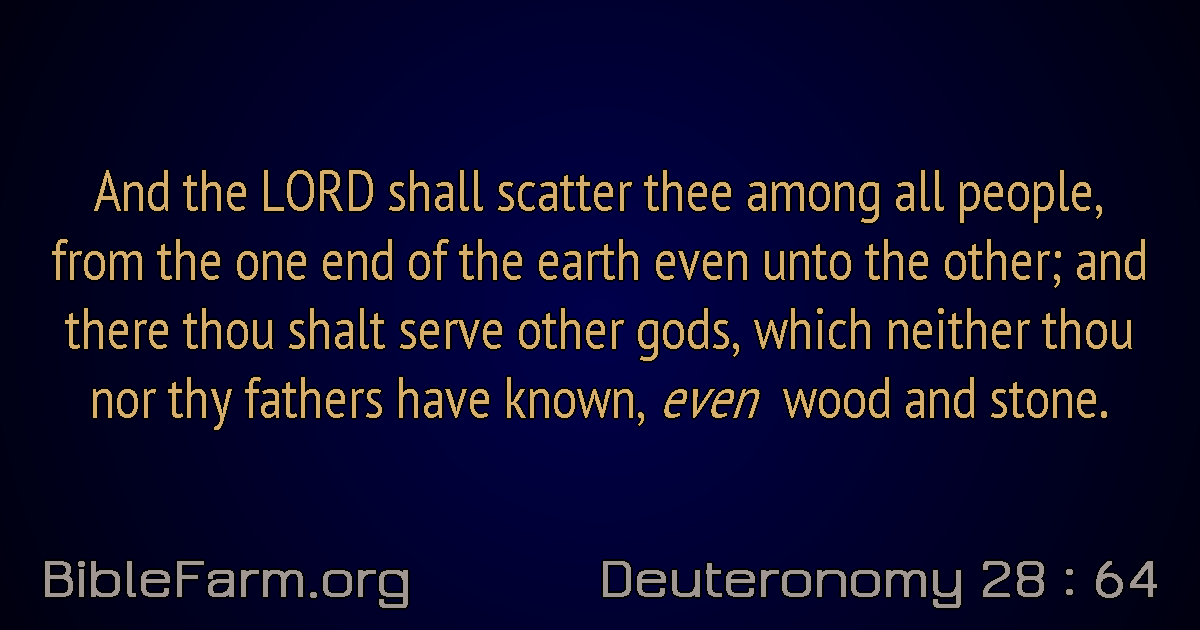 And the LORD shall scatter thee among all people,
from the one end of the earth even unto the other; and
there thou shalt serve other gods, which neither thou
nor thy fathers have known, even wood and stone.
BibleFarm.org
Deuteronomy 28 : 64